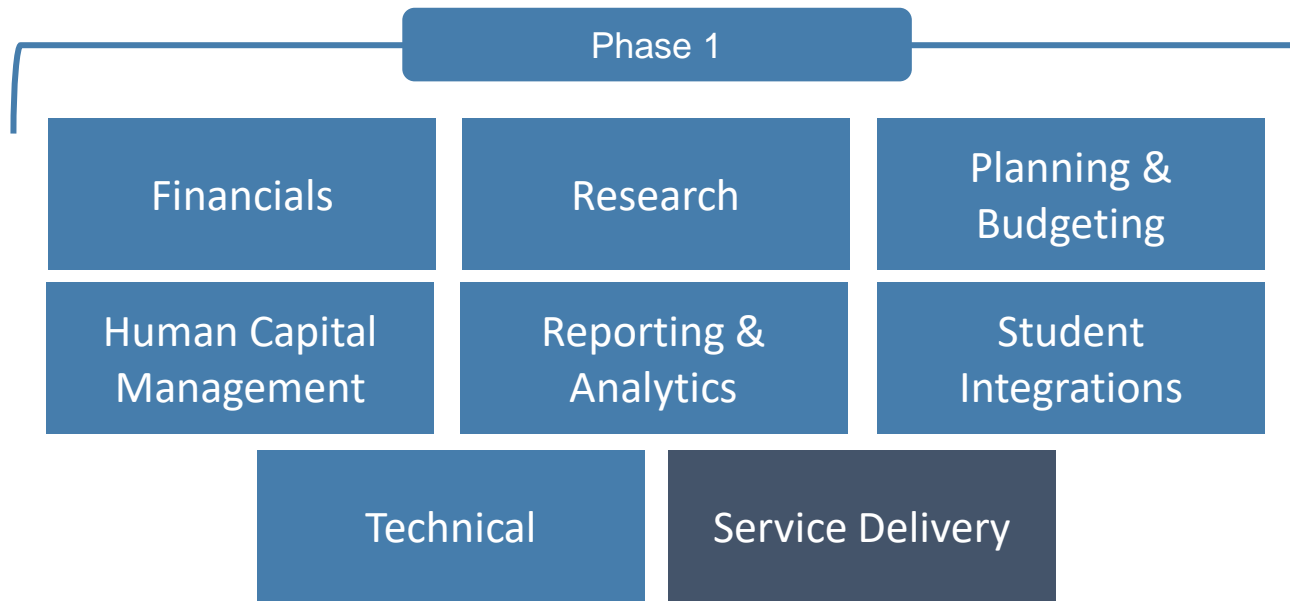 Phase 1
Financials
Research
Planning &
Budgeting
Human Capital
Management
Reporting &
Analytics
Student
Integrations
Technical
Service Delivery